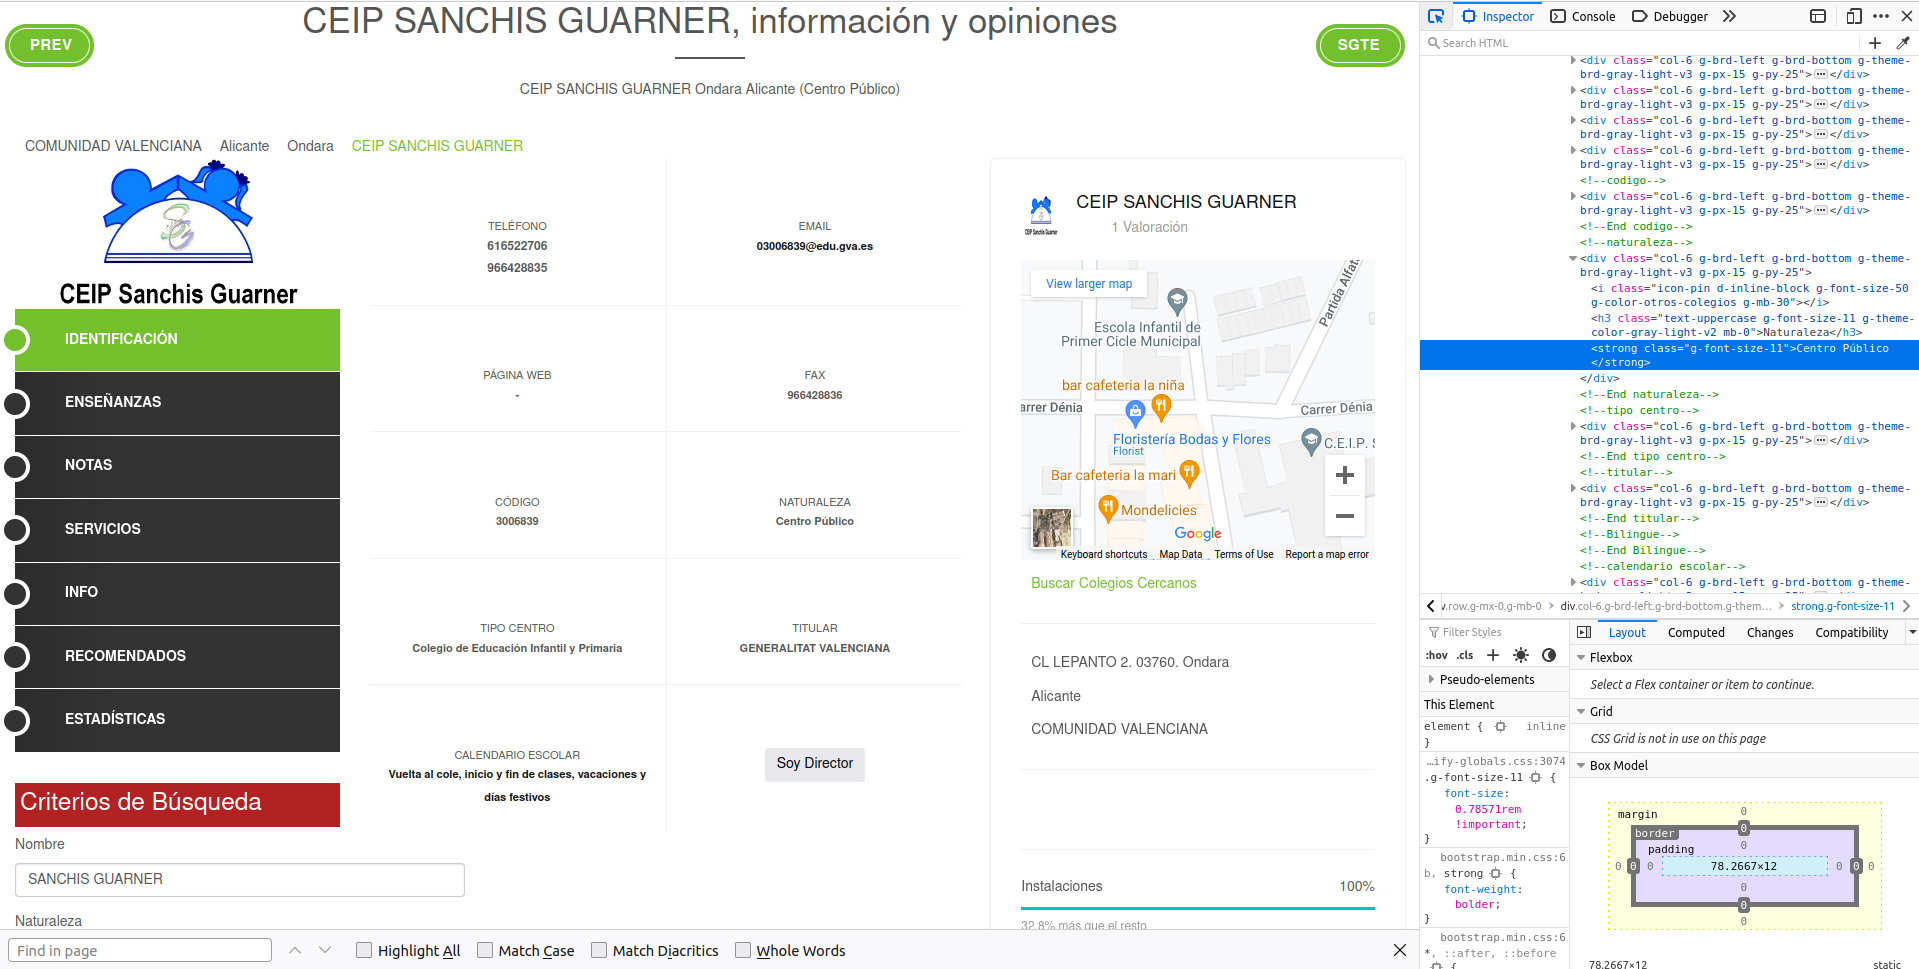 CEIP SANCHIS GUARNER, información y opiniones
PREV
SGTE
CEIP SANCHIS GUARNER Ondara Alicante (Centro Público)
COMUNIDAD VALENCIANA Alicante Ondara CEIP SANCHIS GUARNER
CEIP Sanchis Guarner
IDENTIFICACIÓN
ENSEÑANZAS
NOTAS
SERVICIOS
INFO
RECOMENDADOS
ESTADÍSTICAS
Criterios de Búsqueda
Nombre
SANCHIS GUARNER
Naturaleza
TELÉFONO
616522706
966428835
EMAIL
03006839@edu.gva.es
PÁGINA WEB
-
FAX
966428836
CÓDIGO
3006839
NATURALEZA
Centro Público
TIPO CENTRO
Colegio de Educación Infantil y Primaria
TITULAR
GENERALITAT VALENCIANA
CALENDARIO ESCOLAR
Vuelta al cole, inicio y fin de clases, vacaciones y
días festivos
Soy Director
CEIP SANCHIS GUARNER
CEIP Sanchis Guarner
1 Valoración
View larger map
Escola Infantil de
Primer Cicle Municipal
Partida Alfat
bar cafeteria la niña
arrer Dénia
Carrer Dénia
Floristería Bodas y Flores
Florist
C.E.I.P. S
Bar cafeteria la mari
Mondelicies
Google
Keyboard shortcuts Map Data Terms of Use Report a map error
Buscar Colegios Cercanos
CL LEPANTO 2. 03760. Ondara
Alicante
COMUNIDAD VALENCIANA
Instalaciones 100%
32.8% más que el resto
Find in page
Highlight All Match Case Match Diacritics Whole Words
Inspector Console Debugger
Search HTML
<div class="col-6 g-brd-left g-brd-bottom g-theme-
brd-gray-light-v3 g-px-15 g-py-25"></div>
<div class="col-6 g-brd-left g-brd-bottom g-theme-
brd-gray-light-v3 g-px-15 g-py-25"></div>
<div class="col-6 g-brd-left g-brd-bottom g-theme-
brd-gray-light-v3 g-px-15 g-py-25"></div>
<div class="col-6 g-brd-left g-brd-bottom g-theme-
brd-gray-light-v3 g-px-15 g-py-25"></div>
<!--codigo-->
<div class="col-6 g-brd-left g-brd-bottom g-theme-
brd-gray-light-v3 g-px-15 g-py-25"></div>
<!--End codigo-->
<!--naturaleza-->
<div class="col-6 g-brd-left g-brd-bottom g-theme-
brd-gray-light-v3 g-px-15 g-py-25">
<i class="icon-pin d-inline-block g-font-size-50
g-color-otros-colegios g-mb-30"></i>
<h3 class="text-uppercase g-font-size-11 g-theme-
color-gray-light-v2 mb-0">Naturaleza</h3>
<strong class="g-font-size-11">Centro Público
</strong>
</div>
<!--End naturaleza-->
<!--tipo centro-->
<div class="col-6 g-brd-left g-brd-bottom g-theme-
brd-gray-light-v3 g-px-15 g-py-25"></div>
<!--End tipo centro-->
<!--titular-->
<div class="col-6 g-brd-left g-brd-bottom g-theme-
brd-gray-light-v3 g-px-15 g-py-25"></div>
<!--End titular-->
<!--Bilingue-->
<!--End Bilingue-->
<!--calendario escolar-->
<div class="col-6 g-brd-left g-brd-bottom g-theme-
v.row.g-mx-0.g-mb-0 div.col-6.g-brd-left.g-brd-bottom.g-them... strong.g-font-size-11
Filter Styles
:hov .cls
Pseudo-elements
This Element
element { inline
}
…ify-globals.css:3074
.g-font-size-11 {
font-size:
0.78571rem
!important;
}
bootstrap.min.css:6
b, strong {
font-weight:
bolder;
}
bootstrap.min.css:6
*, ::after, ::before
{
Layout Computed Changes Compatibility
Flexbox
Select a Flex container or item to continue.
Grid
CSS Grid is not in use on this page
Box Model
margin 0
border 0
padding 0
0 0 0 78.2667×12 0 0 0
0
0
0
78.2667×12 static